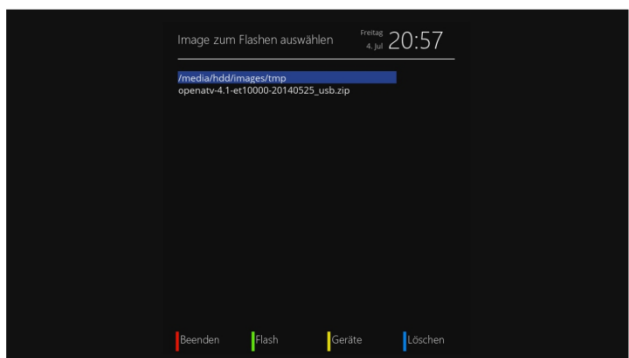 Image zum Flashen auswählen
Freitag
4. Jul
20:57
/media/hdd/images/tmp
openatv-4.1-et10000-20140525_usb.zip
Beenden
Flash
Geräte
Löschen